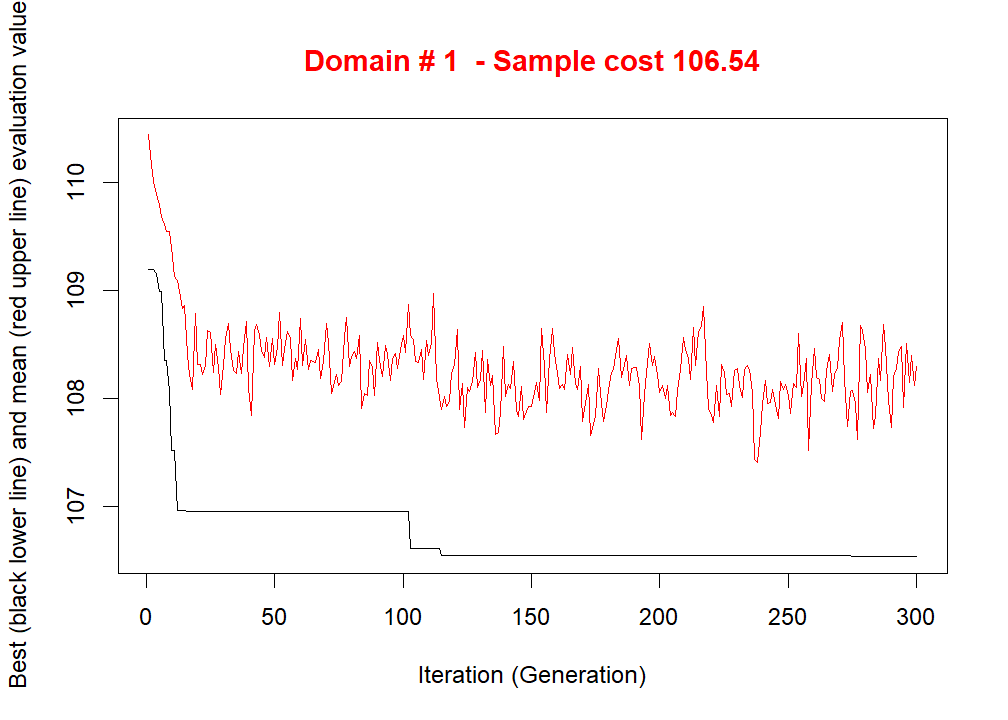 Domain # 1  - Sample cost 106.54
Best (black lower line) and mean (red upper line) evaluation value
110
109
108
107
0 50 100 150 200 250 300
Iteration (Generation)